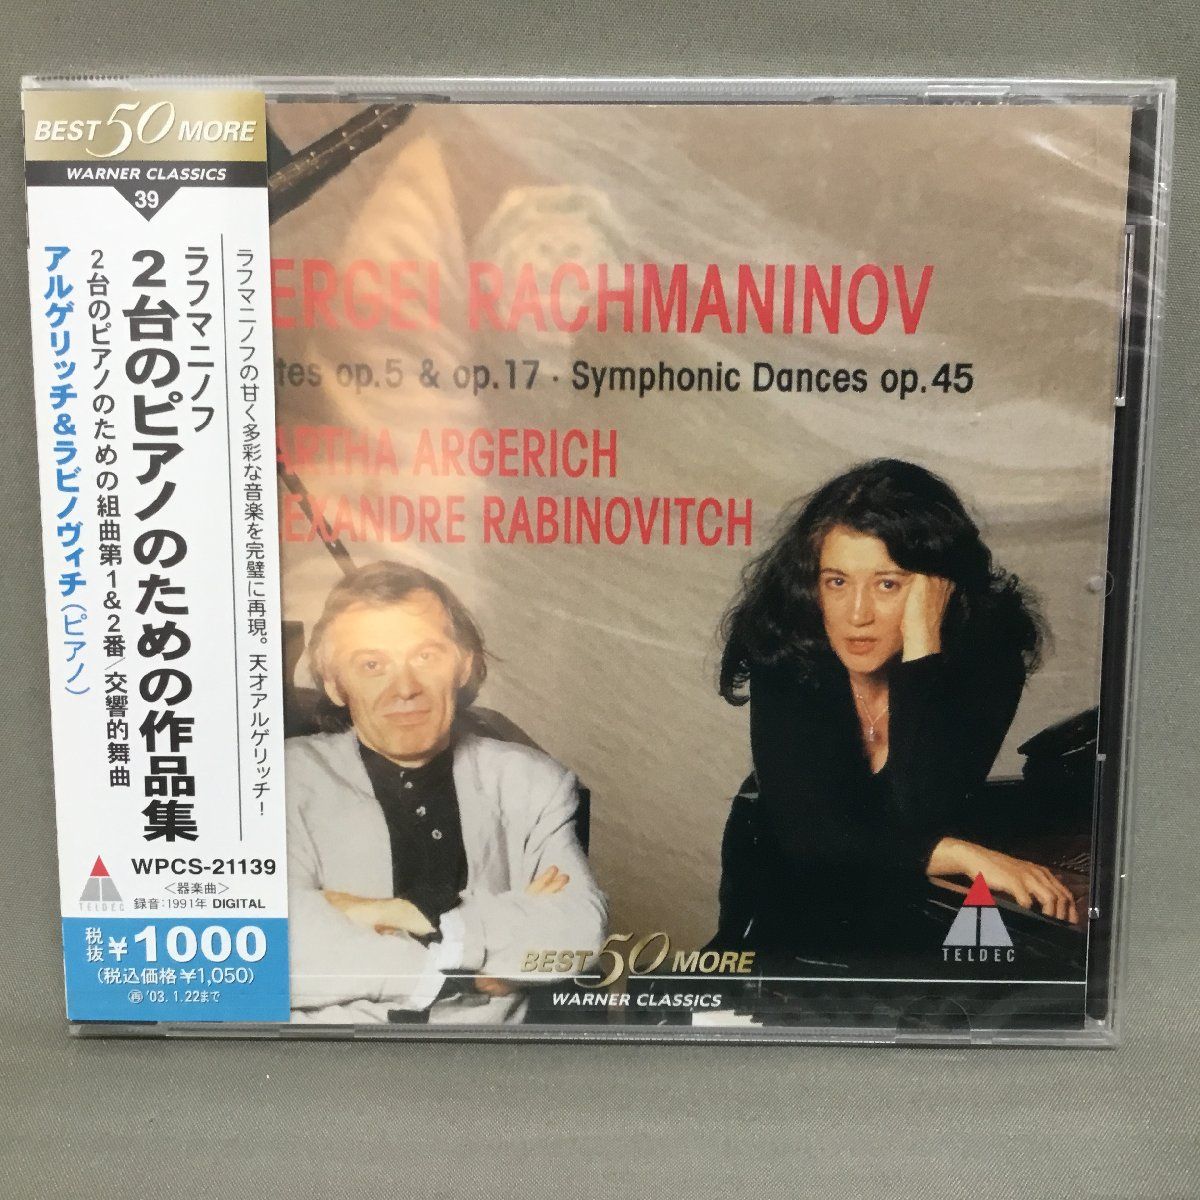 BEST 50 MORE
WARNER CLASSICS
39
ラフマニノフの甘く多彩な音楽を完璧に再現。天才アルゲリッチ！
ラフマニノフ
2台のピアノのための作品集
2台のピアノのための組曲第1&2番/交響的舞曲
アルゲリッチ&ラビノヴィチ(ピアノ)
TELDEC
WPCS-21139
<器楽曲>
録音:1991年 DIGITAL
税抜¥1000
(税込価格¥1,050)
再 '03.1.22まで
ERGEI RACHMANINOV
tes op.5 & op.17 · Symphonic Dances op.45
ARTHA ARGERICH
EXANDRE RABINOVITCH
TELDEC
BEST 50 MORE
WARNER CLASSICS